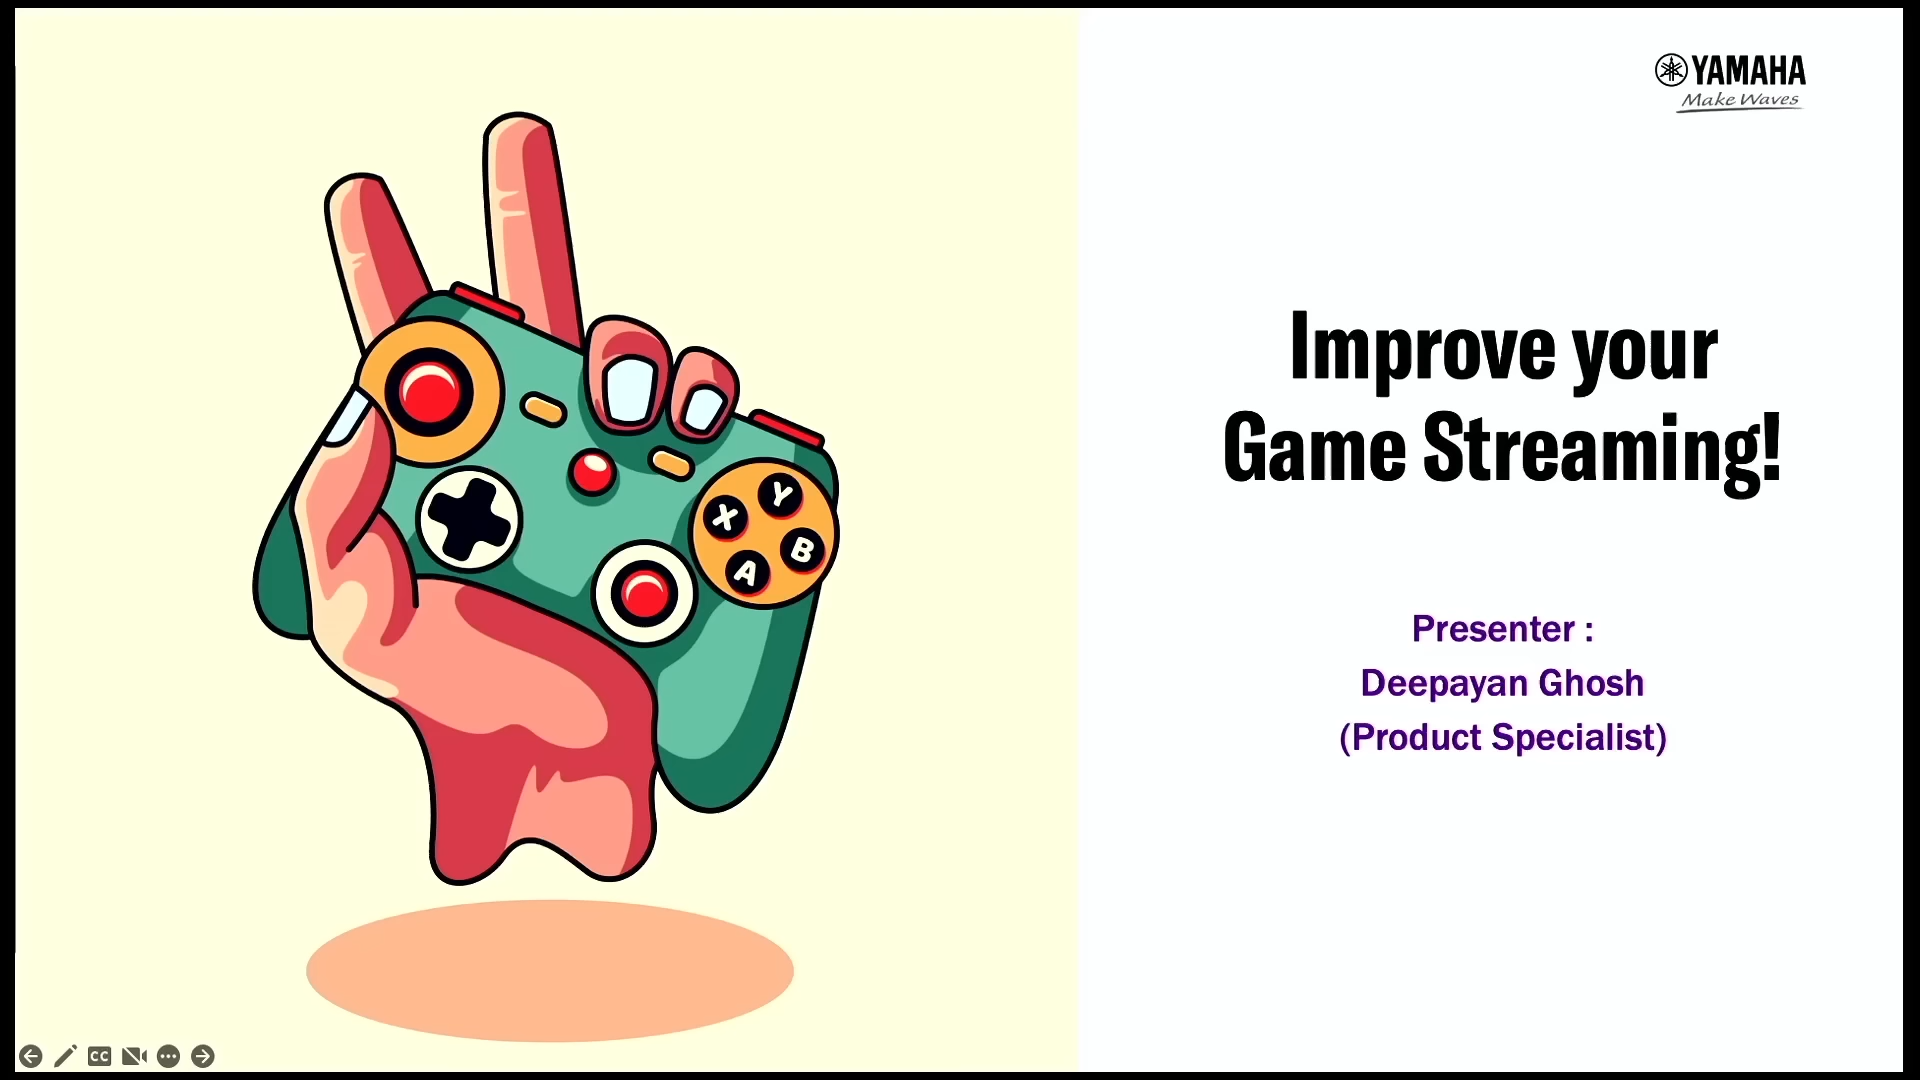 YAMAHA
Make Waves
Improve your
Game Streaming!
Presenter :
Deepayan Ghosh
(Product Specialist)
Y
X
B
A
CC